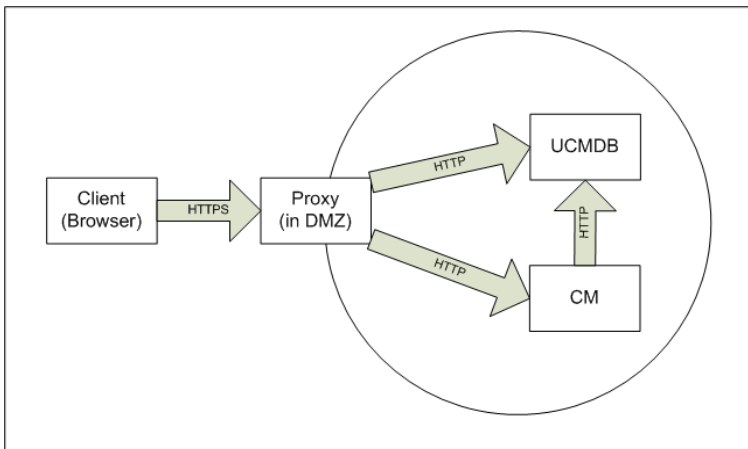 Client
(Browser)
HTTPS
Proxy
(in DMZ)
HTTP
UCMDB
HTTP
HTTP
CM